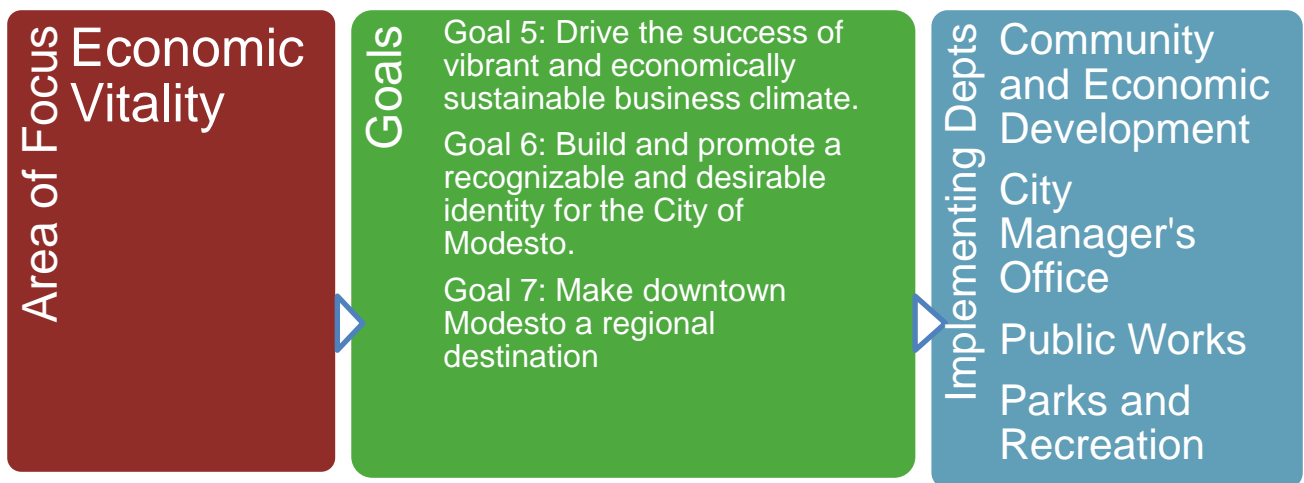 Area of Focus
Economic
Vitality
Goals
Goal 5: Drive the success of
vibrant and economically
sustainable business climate.
Goal 6: Build and promote a
recognizable and desirable
identity for the City of
Modesto.
Goal 7: Make downtown
Modesto a regional
destination
Implementing Depts
Community
and Economic
Development
City
Manager's
Office
Public Works
Parks and
Recreation